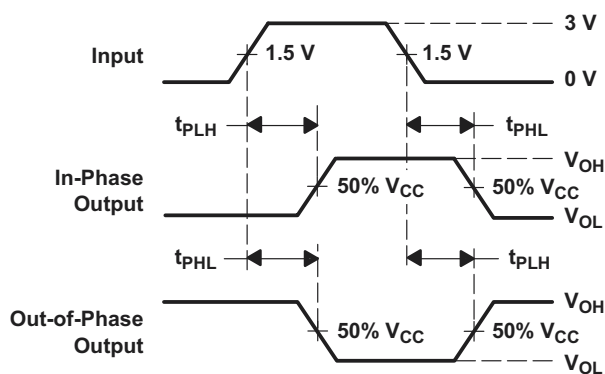 3 V
Input
1.5 V
1.5 V
0 V
tPLH
tPHL
VOH
In-Phase
Output
50% VCC
50% VCC
VOL
tPHL
tPLH
VOH
Out-of-Phase
Output
50% VCC
50% VCC
VOL